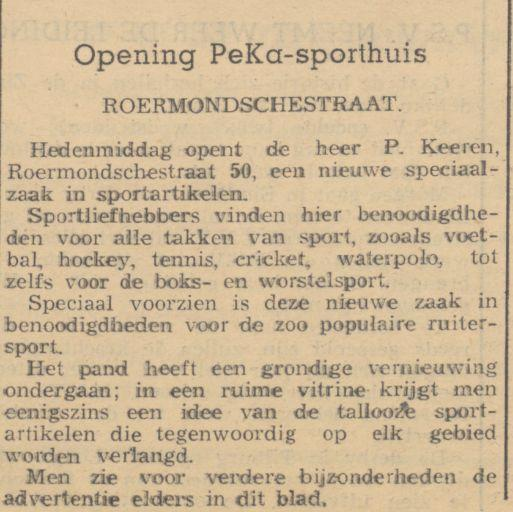 Opening PeKa-sporthuis
ROERMONDSCHESTRAAT.
Hedenmiddag opent de heer P. Keeren,
Roermondschestraat 50, een nieuwe speciaal-
zaak in sportartikelen.
Sportliefhebbers vinden hier benoodigdhe-
den voor alle takken van sport, zooals voet-
bal, hockey, tennis, cricket, waterpolo, tot
zelfs voor de boks- en worstelsport.
Speciaal voorzien is deze nieuwe zaak in
benoodigdheden voor de zoo populaire ruiter-
sport.
Het pand heeft een grondige vernieuwing
ondergaan; in een ruime vitrine krijgt men
eenigszins een idee van de tallooze sport-
artikelen die tegenwoordig op elk gebied
worden verlangd.
Men zie voor verdere bijzonderheden de
advertentie elders in dit blad.